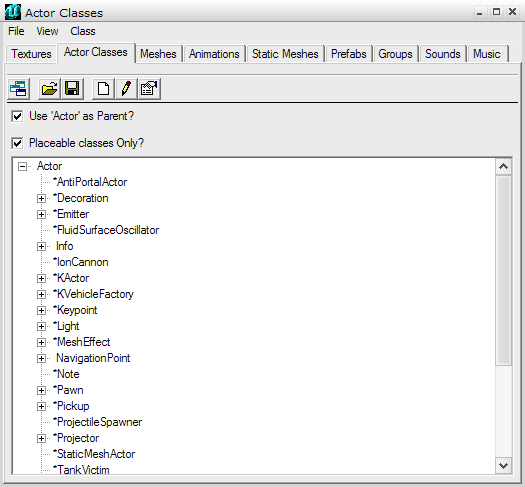 Actor Classes
File View Class
Textures Actor Classes Meshes Animations Static Meshes Prefabs Groups Sounds Music
Use 'Actor' as Parent?
Placeable classes Only?
Actor
*AntiPortalActor
*Decoration
*Emitter
*FluidSurfaceOscillator
Info
*IonCannon
*KActor
*KVehicleFactory
*Keypoint
*Light
*MeshEffect
NavigationPoint
*Note
*Pawn
*Pickup
*ProjectileSpawner
*Projector
*StaticMeshActor
*TankVictim